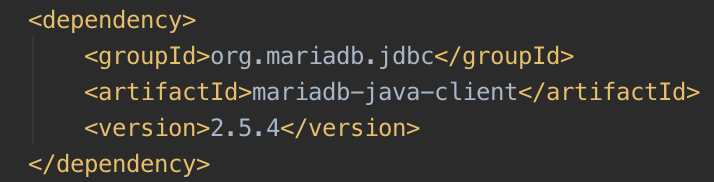 <dependency>
<groupId>org.mariadb.jdbc</groupId>
<artifactId>mariadb-java-client</artifactId>
<version>2.5.4</version>
</dependency>